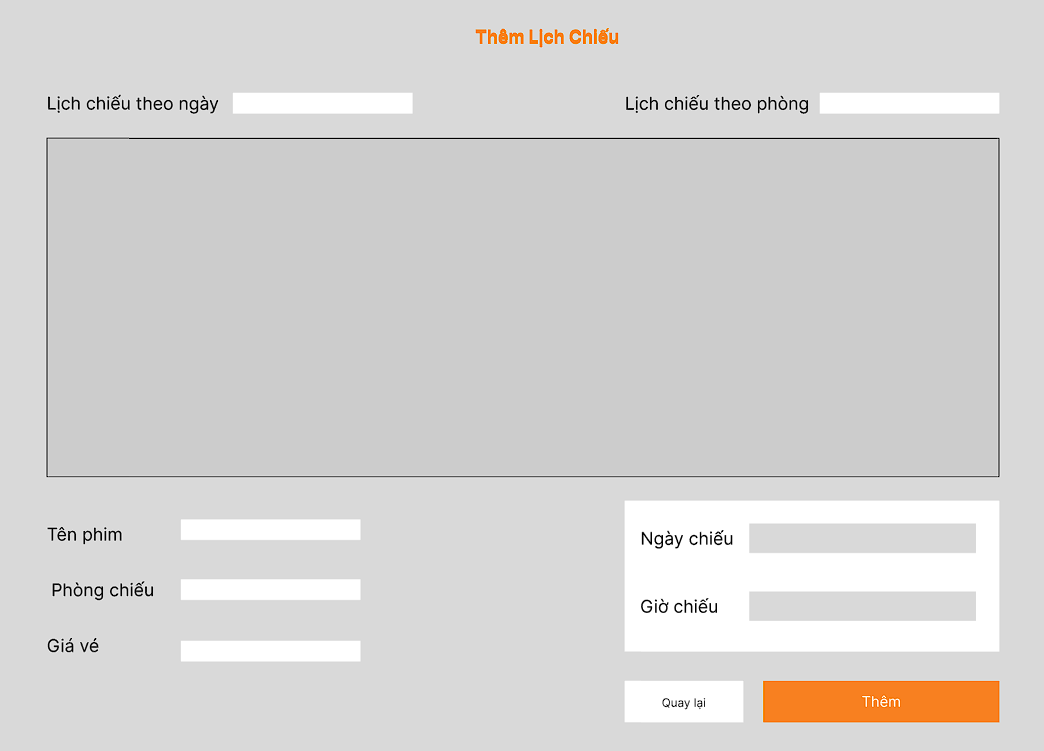 Thêm Lịch Chiếu
Lịch chiếu theo ngày
Lịch chiếu theo phòng
Tên phim
Phòng chiếu
Giá vé
Ngày chiếu
Giờ chiếu
Quay lại
Thêm